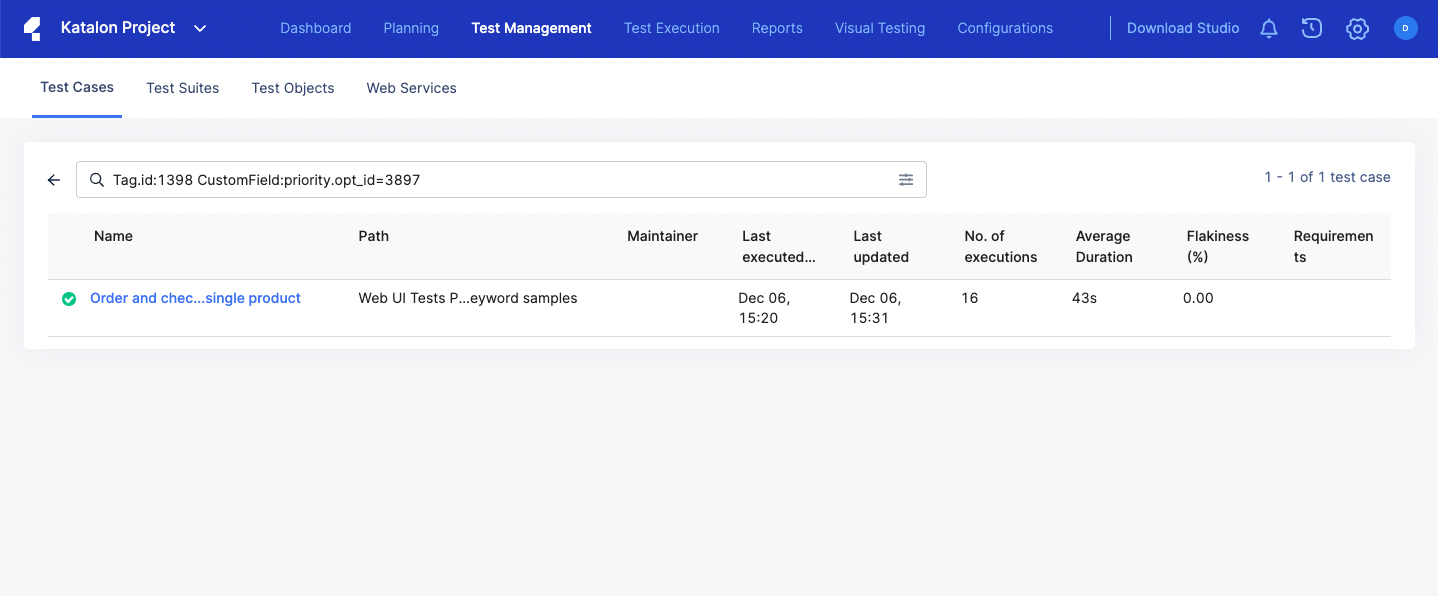 Katalon Project
Dashboard Planning Test Management Test Execution Reports Visual Testing Configurations Download Studio D
Test Cases Test Suites Test Objects Web Services
Tag.id:1398 CustomField:priority.opt_id=3897
1 - 1 of 1 test case
Name Path Maintainer Last executed... Last updated No. of executions Average Duration Flakiness (%) Requiremen
ts
Order and chec...single product Web UI Tests P...eyword samples Dec 06, 15:20 Dec 06, 15:31 16 43s 0.00